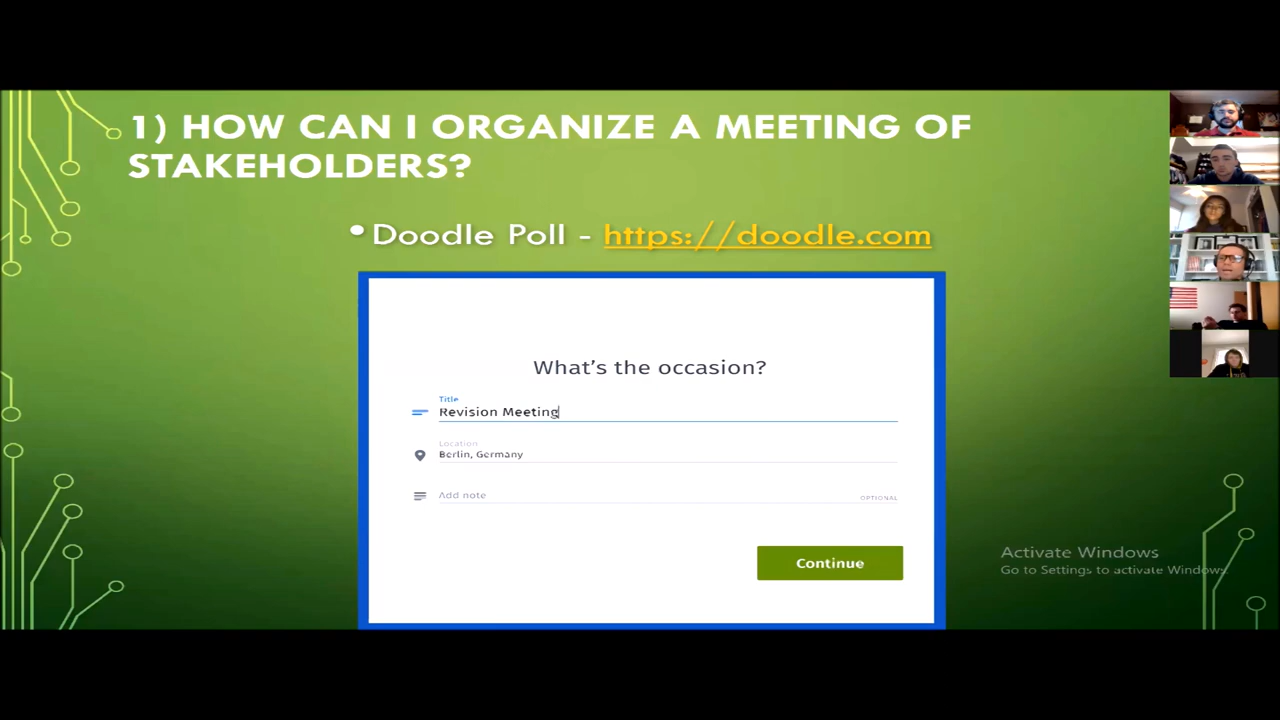 1) HOW CAN I ORGANIZE A MEETING OF
STAKEHOLDERS?
•Doodle Poll - https://doodle.com
What's the occasion?
Title
Revision Meeting
Location
Berlin, Germany
Add note
OPTIONAL
Continue
Activate Windows
Go to Settings to activate Windows.